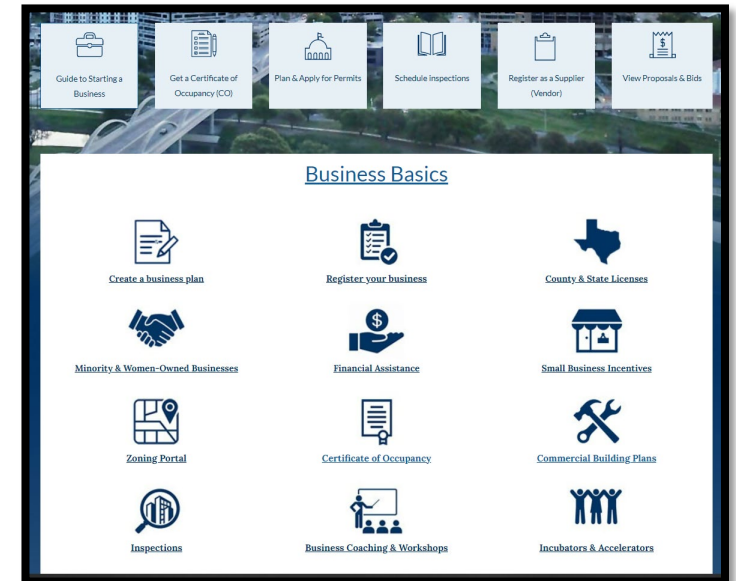 Guide to Starting a
Business
Get a Certificate of
Occupancy (CO)
Plan & Apply for Permits
Schedule inspections
Register as a Supplier
(Vendor)
View Proposals & Bids
Business Basics
Create a business plan
Register your business
County & State Licenses
Minority & Women-Owned Businesses
Financial Assistance
Small Business Incentives
Zoning Portal
Certificate of Occupancy
Commercial Building Plans
Inspections
Business Coaching & Workshops
Incubators & Accelerators